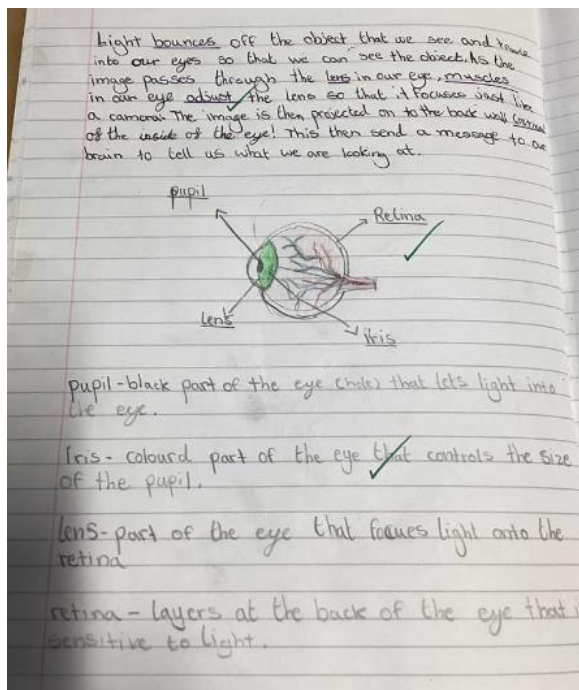 Light bounces off the object that we see and
into our eyes so that we can see the object. As the
image passes through the lens in our eye, muscles
in our eye adjust the lens so that it focuses just like
a camera. The image is then projected on to the back wall
of the inside of the eye! This then send a message to our
brain to tell us what we are looking at.
pupil
Retina
Lens
iris
pupil - black part of the eye (hole) that lets light into
the eye.
Iris - colourd part of the eye that controls the size
of the pupil.
lens - part of the eye that focues light onto the
retina
retina - layers at the back of the eye that
sensitive to light.